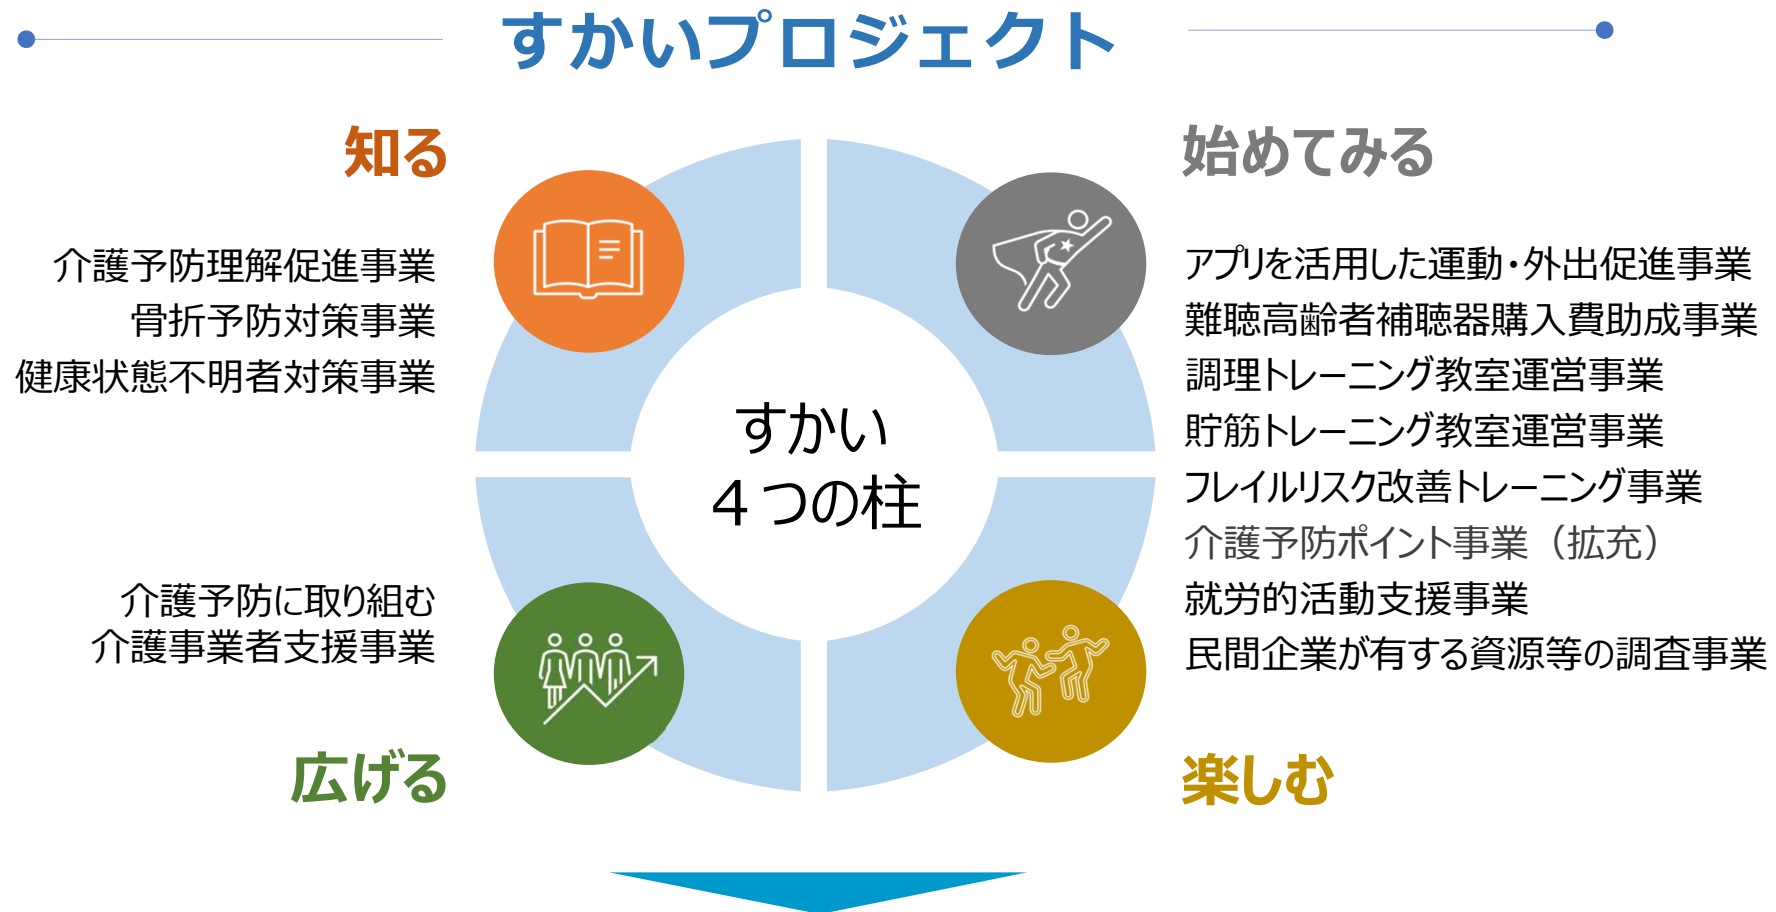 すかいプロジェクト
知る
介護予防理解促進事業
骨折予防対策事業
健康状態不明者対策事業
始めてみる
アプリを活用した運動・外出促進事業
難聴高齢者補聴器購入費助成事業
調理トレーニング教室運営事業
貯筋トレーニング教室運営事業
フレイルリスク改善トレーニング事業
介護予防ポイント事業（拡充）
就労的活動支援事業
民間企業が有する資源等の調査事業
すかい
４つの柱
介護予防に取り組む
介護事業者支援事業
広げる
楽しむ